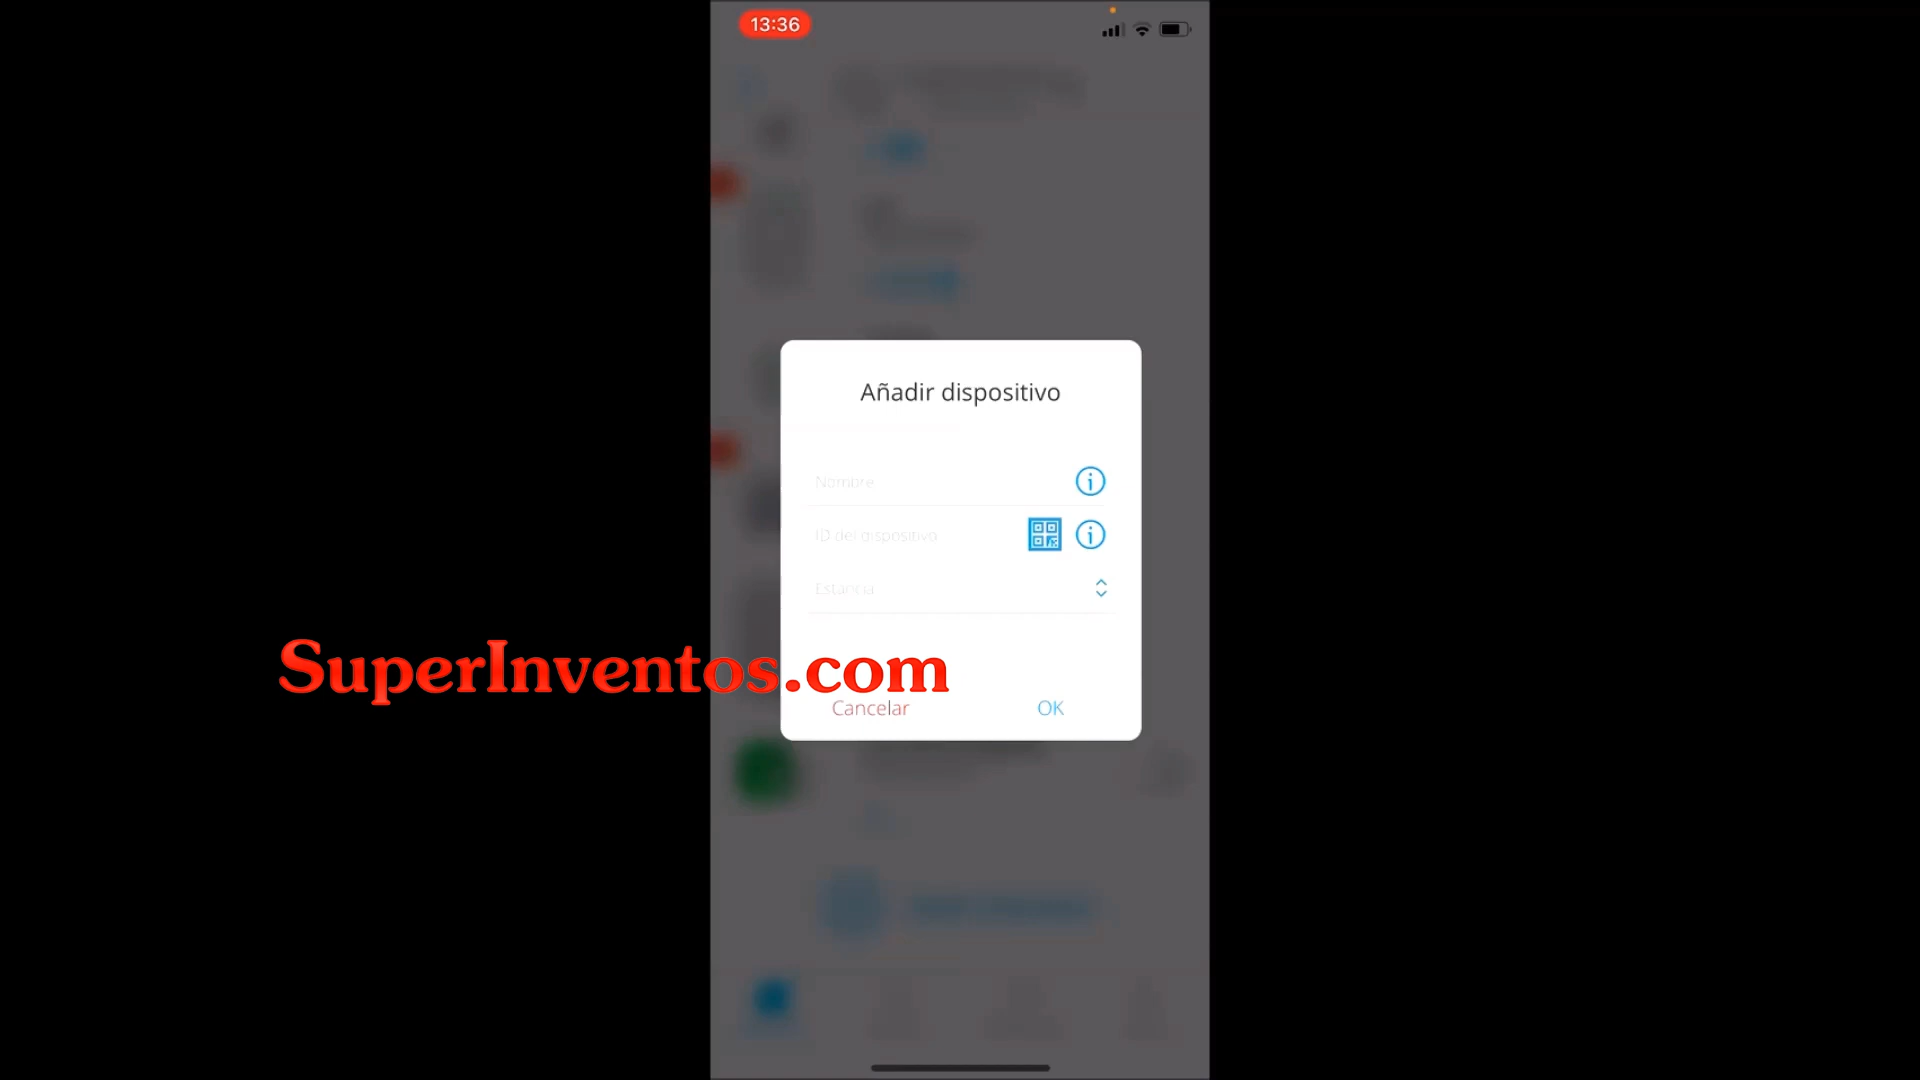 13:36
Añadir dispositivo
Nombre
ID del dispositivo
Estancia
SuperInventos.com
Cancelar
OK